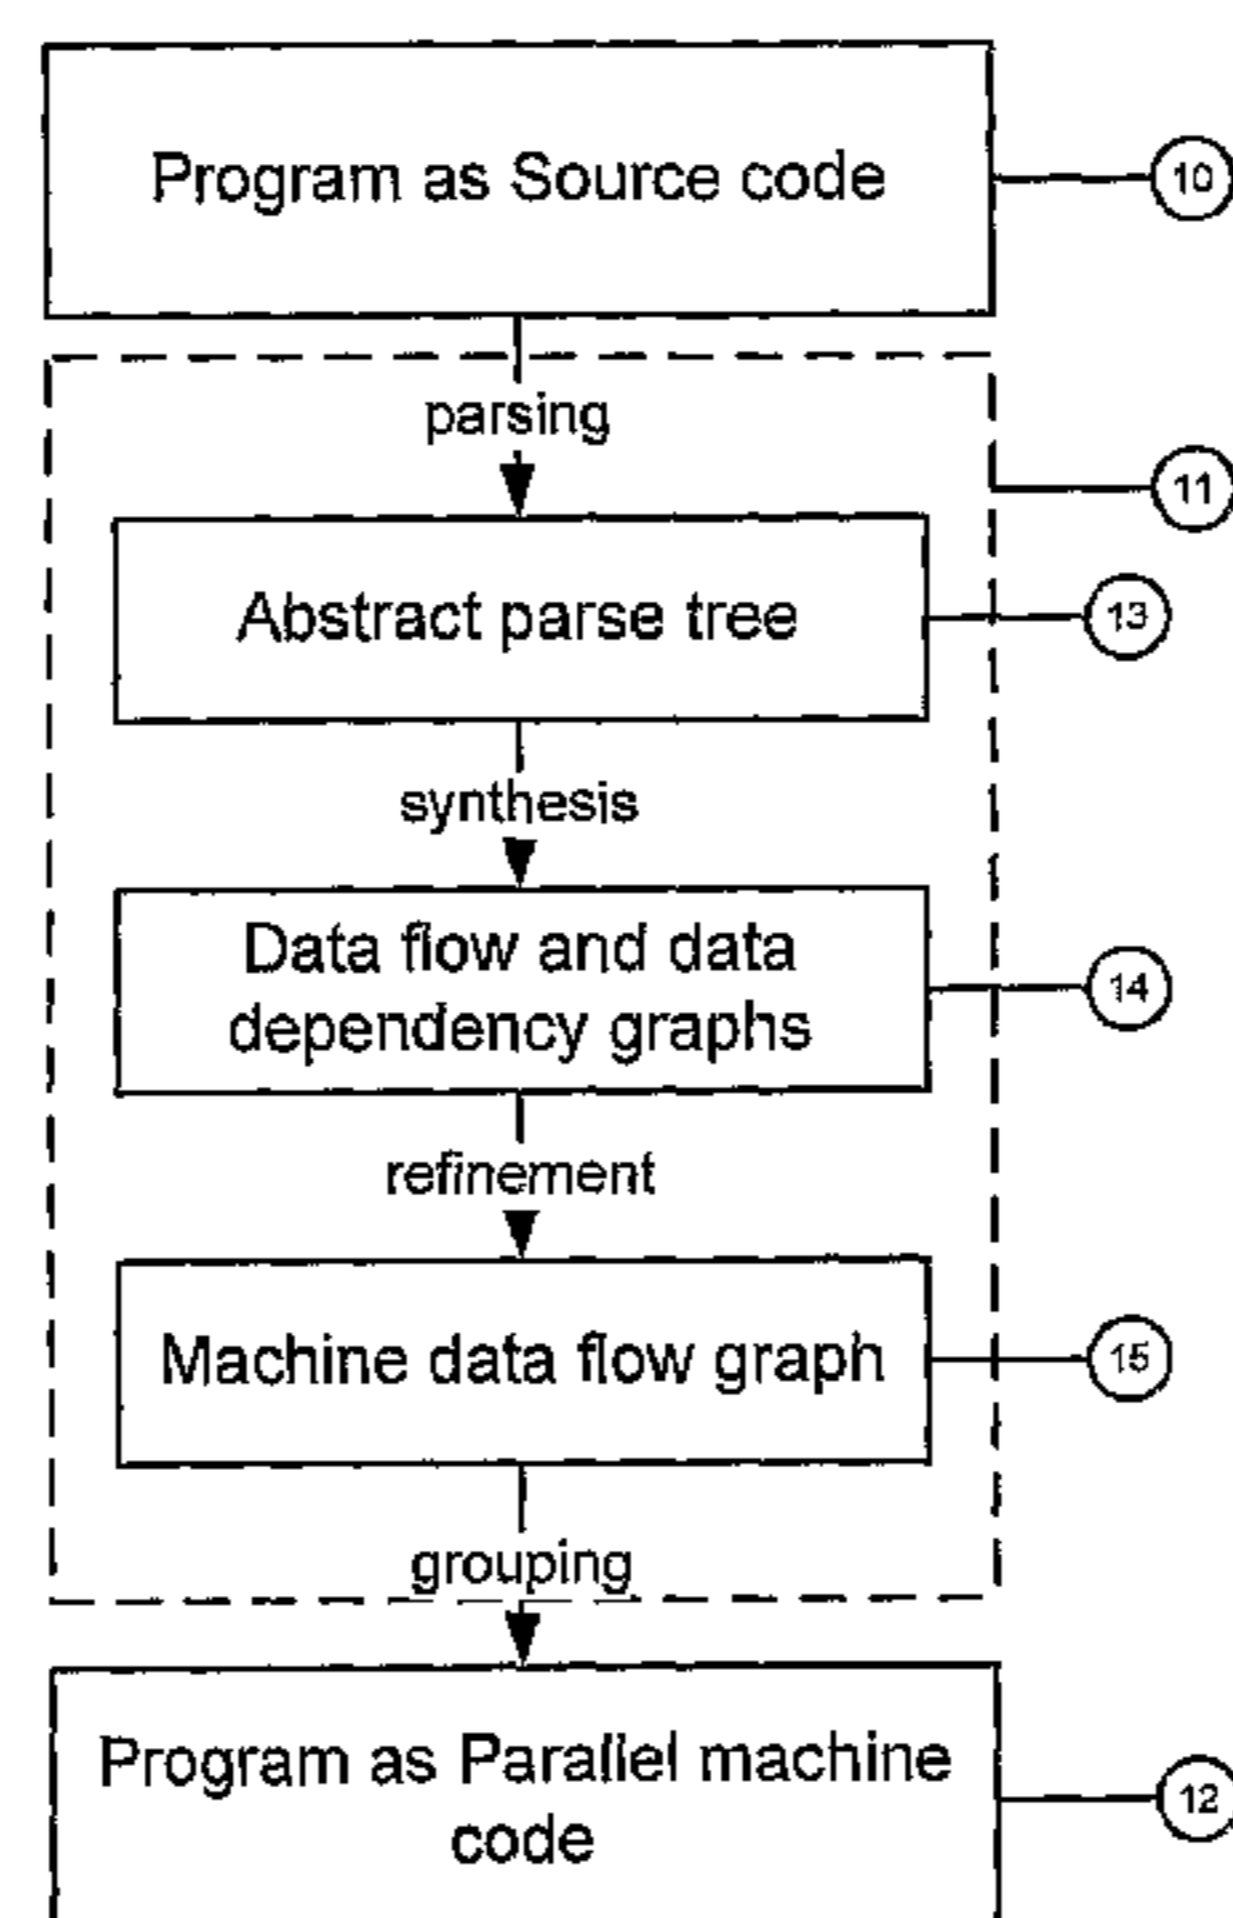 Program as Source code
10
parsing
11
Abstract parse tree
13
synthesis
Data flow and data
dependency graphs
14
refinement
Machine data flow graph
15
grouping
Program as Parallel machine
code
12